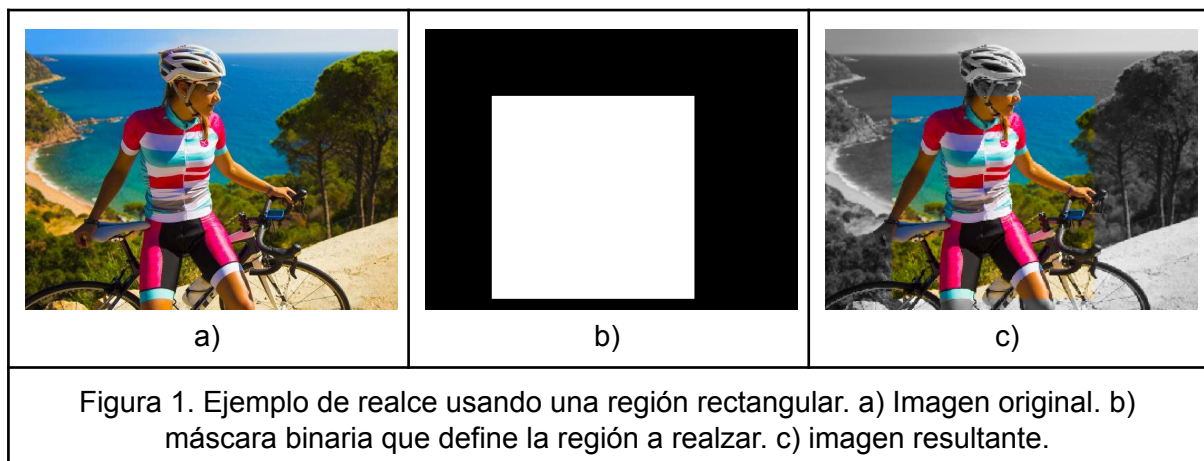 a)
b)
c)
Figura 1. Ejemplo de realce usando una región rectangular. a) Imagen original. b)
máscara binaria que define la región a realzar. c) imagen resultante.